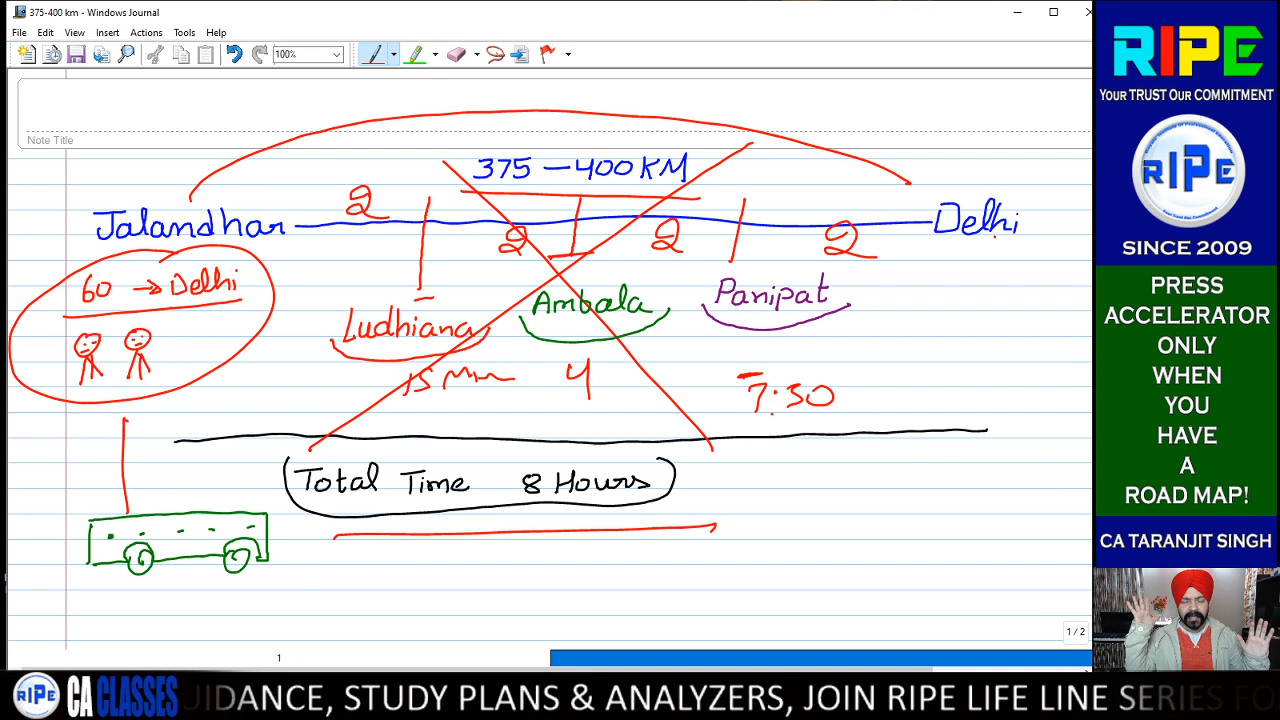 375-400 km - Windows Journal
File Edit View Insert Actions Tools Help
100%
Note Title
375 – 400 KM
Jalandhar
2
2
2
2
Delhi
60 → Delhi
Ludhiana
Ambala
Panipat
15 Min
4
7:30
Total Time 8 Hours
1 / 2
1
RIPE
YOUR TRUST OUR COMMITMENT
RIPE
SINCE 2009
PRESS
ACCELERATOR
ONLY
WHEN
YOU
HAVE
A
ROAD MAP!
CA TARANJIT SINGH
RIPE CA CLASSES
JIDANCE, STUDY PLANS & ANALYZERS, JOIN RIPE LIFE LINE SERIES FO